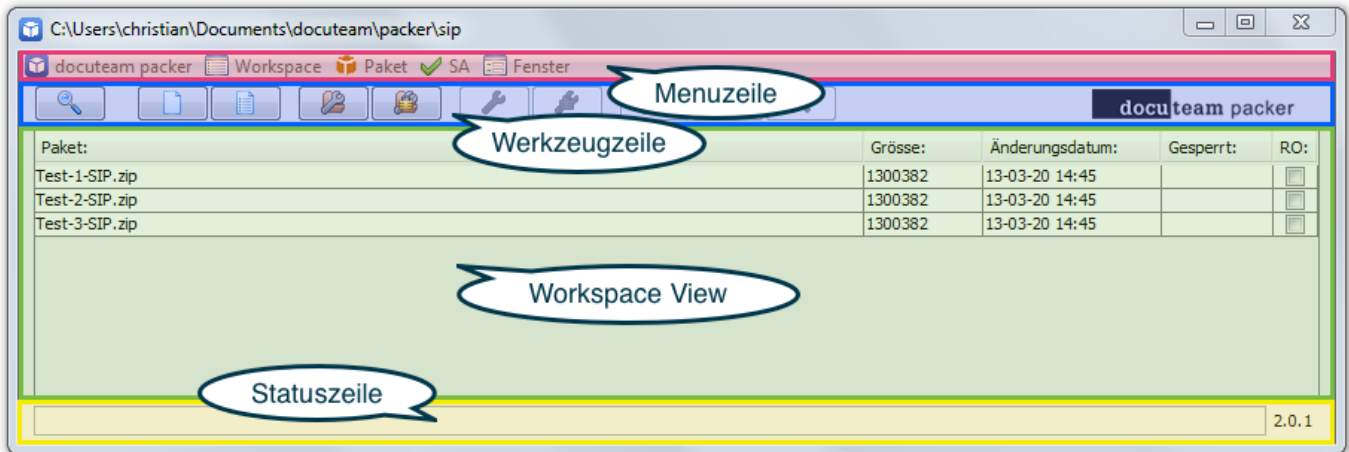 C:\Users\christian\Documents\docuteam\packer\sip
docuteam packer Workspace Paket SA Fenster
Menuzeile
docuteam packer
Werkzeugzeile
Paket: Grösse: Änderungsdatum: Gesperrt: RO:
Test-1-SIP.zip 1300382 13-03-20 14:45
Test-2-SIP.zip 1300382 13-03-20 14:45
Test-3-SIP.zip 1300382 13-03-20 14:45
Workspace View
Statuszeile
2.0.1